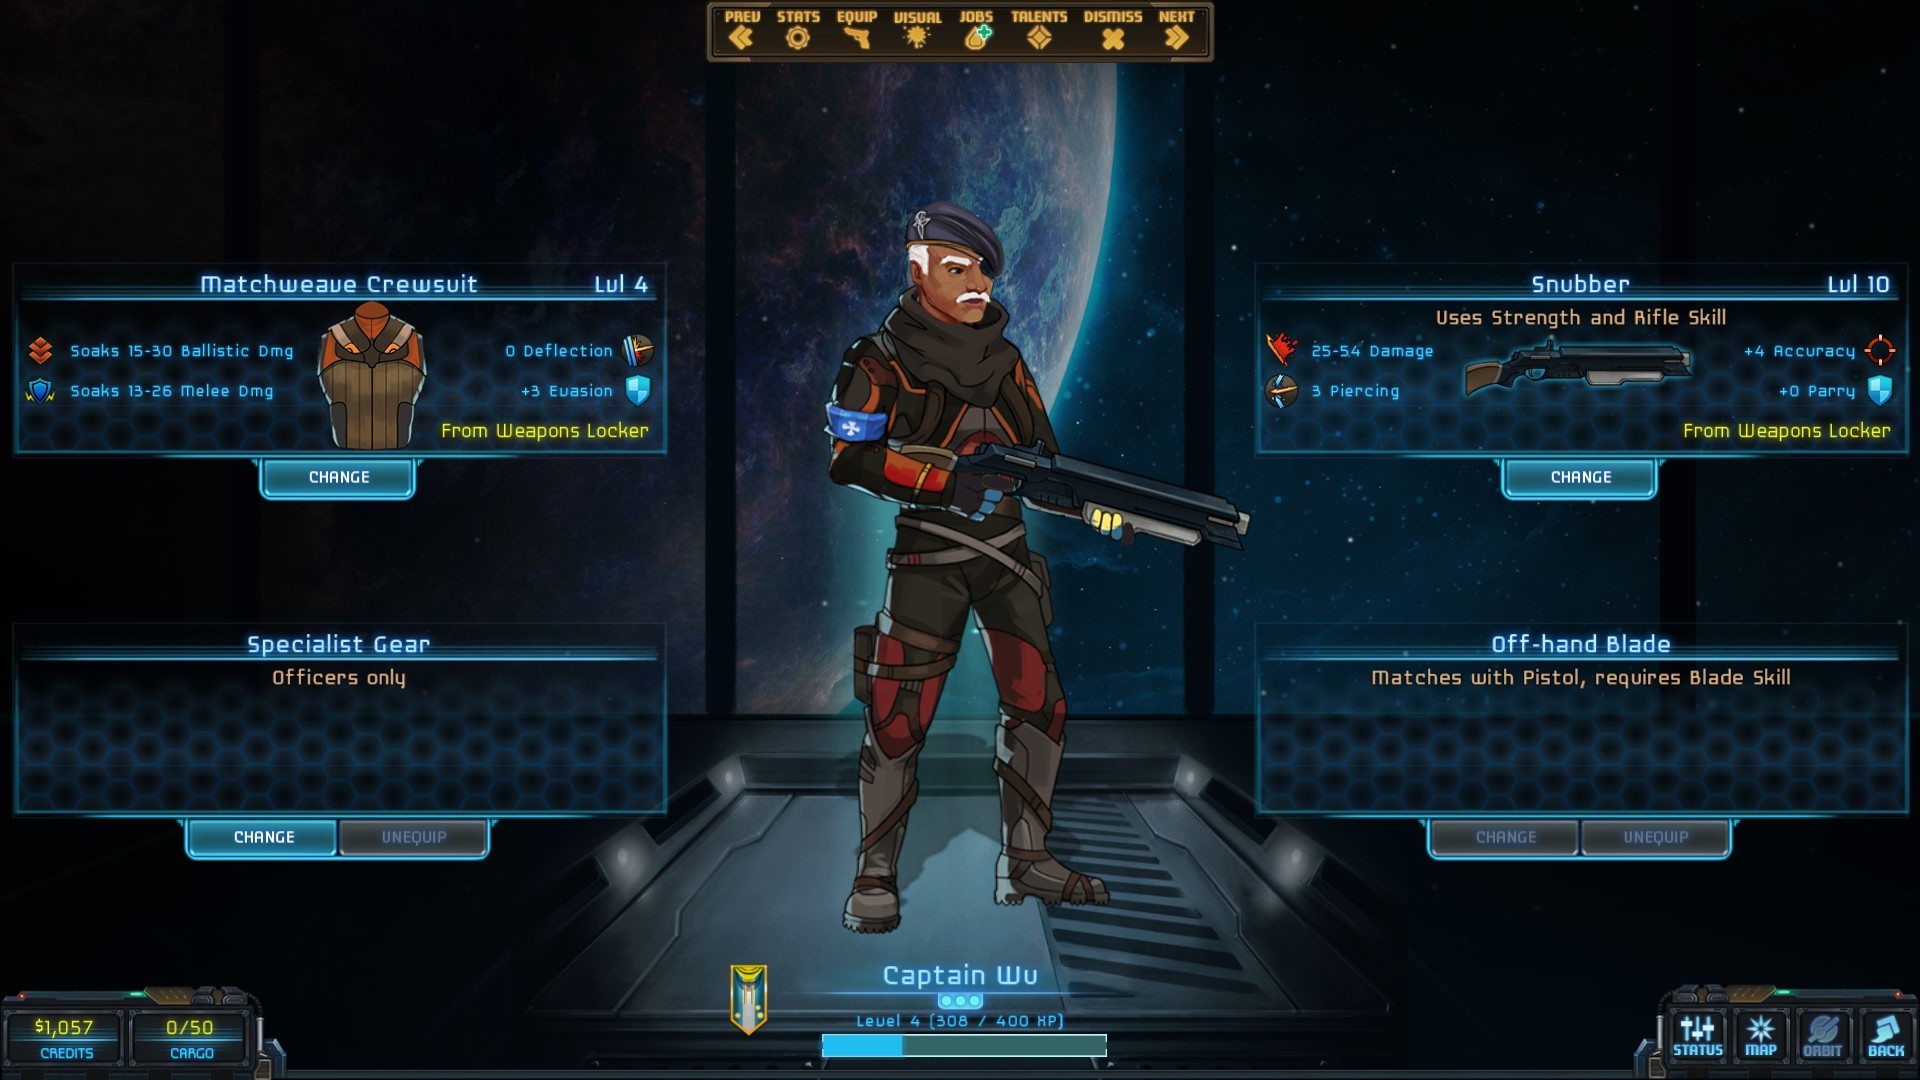 PREV STATS EQUIP VISUAL JOBS TALENTS DISMISS NEXT
Matchweave Crewsuit Lvl 4
Soaks 15-30 Ballistic Dmg
0 Deflection
Soaks 13-26 Melee Dmg
+3 Evasion
From Weapons Locker
CHANGE
Snubber Lvl 10
Uses Strength and Rifle Skill
25-54 Damage
+4 Accuracy
3 Piercing
+0 Parry
From Weapons Locker
CHANGE
Specialist Gear
Officers only
CHANGE UNEQUIP
Off-hand Blade
Matches with Pistol, requires Blade Skill
CHANGE UNEQUIP
Captain Wu
Level 4 (308 / 400 XP)
$1,057
CREDITS
0/50
CARGO
STATUS MAP ORBIT BACK